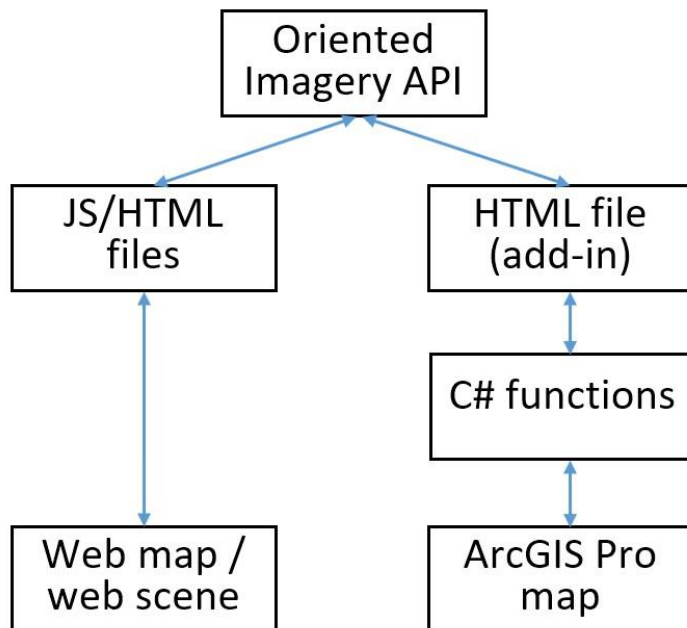 Oriented
Imagery API
JS/HTML
files
HTML file
(add-in)
C# functions
Web map /
web scene
ArcGIS Pro
map